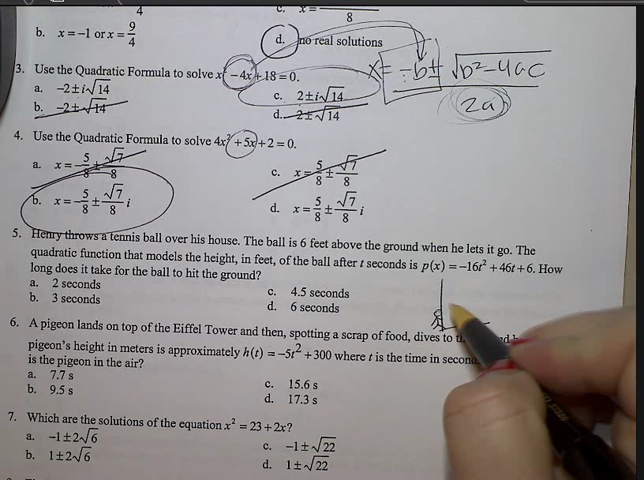 4
c. x =
8
b. x = -1 or x = 9/4
d. no real solutions
3. Use the Quadratic Formula to solve x² - 4x + 18 = 0.
a. -2 ± i√14
c. 2 ± i√14
b. -2 ± √14
d. 2 ± √14
x = -b ± √b² - 4ac
2a
4. Use the Quadratic Formula to solve 4x² + 5x + 2 = 0.
a. x = -5/8 ± √7/8
c. x = 5/8 ± √7/8
b. x = -5/8 ± √7/8 i
d. x = 5/8 ± √7/8 i
5. Henry throws a tennis ball over his house. The ball is 6 feet above the ground when he lets it go. The
quadratic function that models the height, in feet, of the ball after t seconds is p(x) = -16t² + 46t + 6. How
long does it take for the ball to hit the ground?
a. 2 seconds
c. 4.5 seconds
b. 3 seconds
d. 6 seconds
6. A pigeon lands on top of the Eiffel Tower and then, spotting a scrap of food, dives to
pigeon's height in meters is approximately h(t) = -5t² + 300 where t is the time in
is the pigeon in the air?
a. 7.7 s
c. 15.6 s
b. 9.5 s
d. 17.3 s
7. Which are the solutions of the equation x² = 23 + 2x?
a. -1 ± 2√6
c. -1 ± √22
b. 1 ± 2√6
d. 1 ± √22